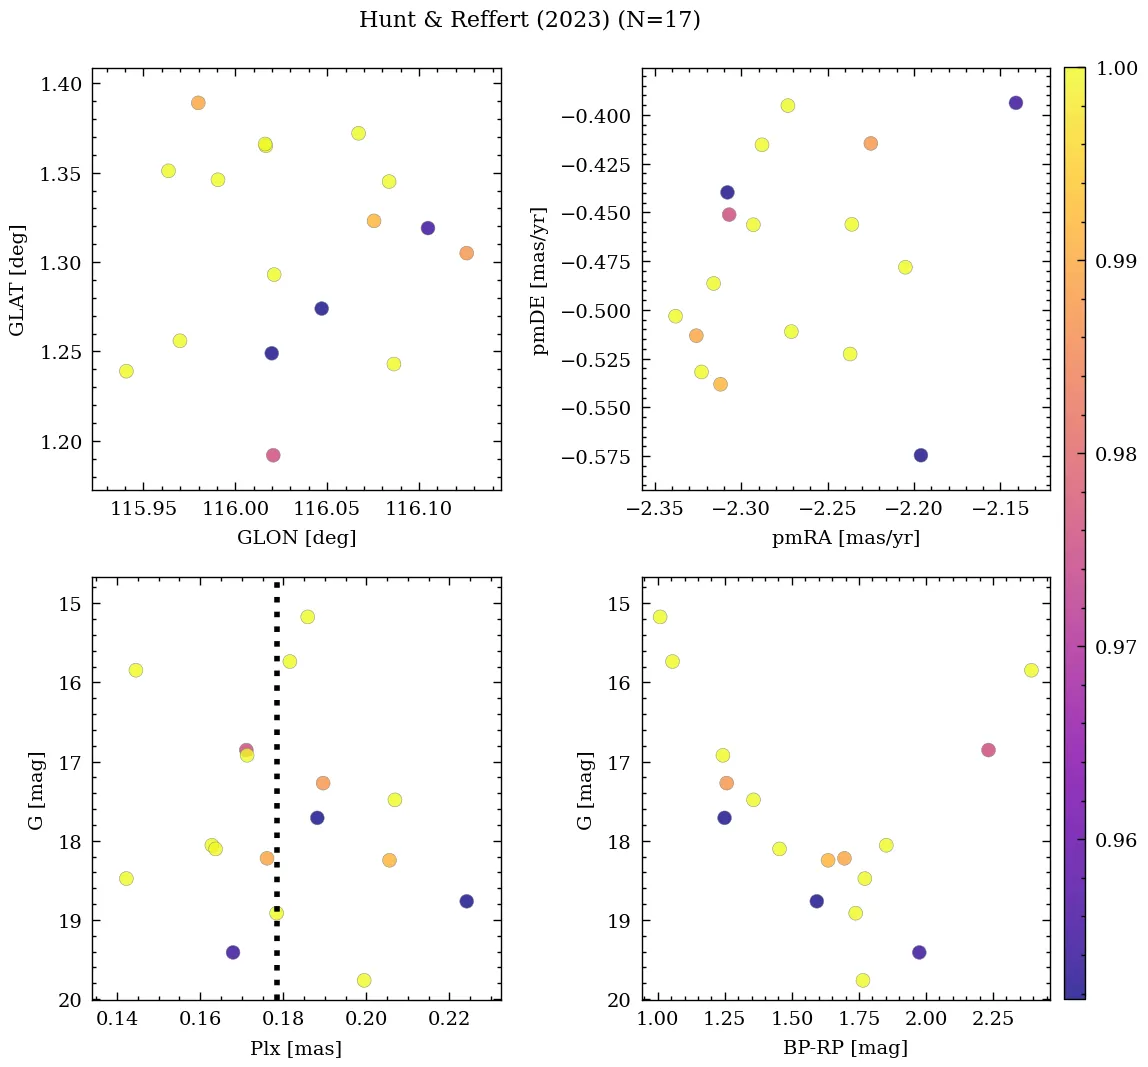 Hunt & Reffert (2023) (N=17)
1.40
1.35
1.30
1.25
1.20
GLAT [deg]
115.95 116.00 116.05 116.10
GLON [deg]
−0.400
−0.425
−0.450
−0.475
−0.500
−0.525
−0.550
−0.575
pmDE [mas/yr]
−2.35 −2.30 −2.25 −2.20 −2.15
pmRA [mas/yr]
15
16
17
18
19
20
G [mag]
0.14 0.16 0.18 0.20 0.22
Plx [mas]
15
16
17
18
19
20
G [mag]
1.00 1.25 1.50 1.75 2.00 2.25
BP-RP [mag]
1.00
0.99
0.98
0.97
0.96